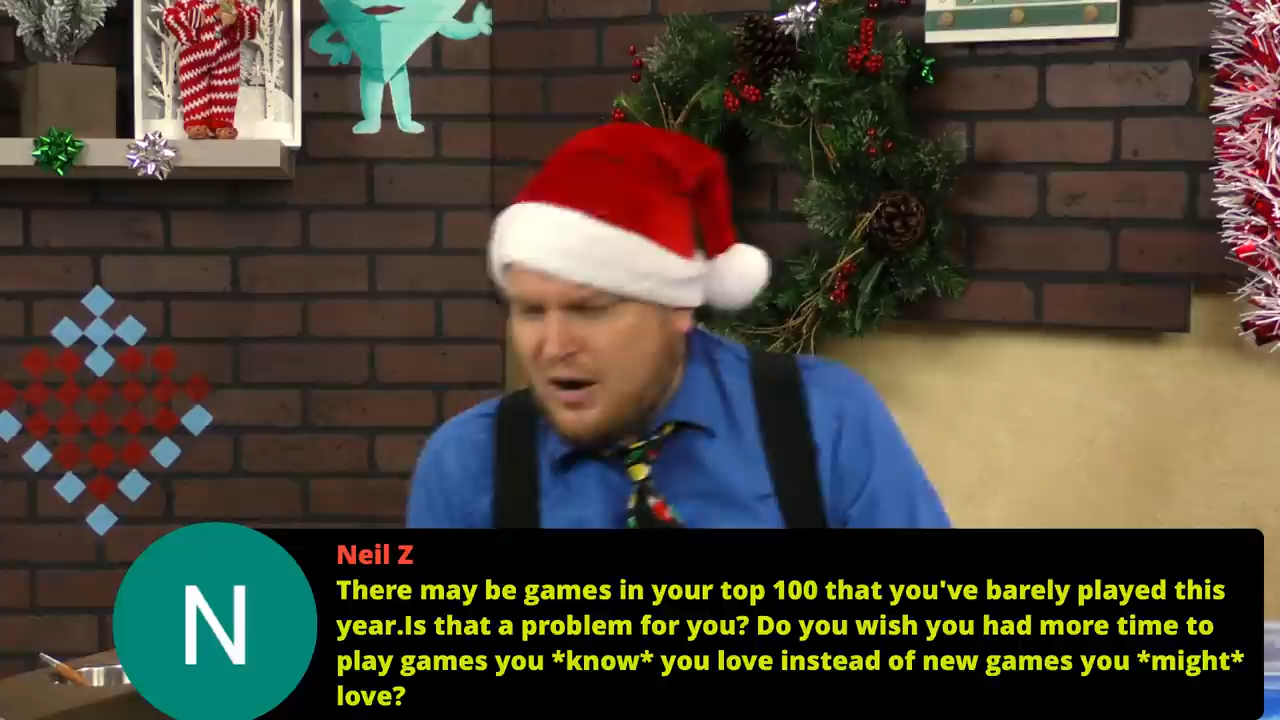 Neil Z
There may be games in your top 100 that you've barely played this
year.Is that a problem for you? Do you wish you had more time to
play games you *know* you love instead of new games you *might*
love?
N